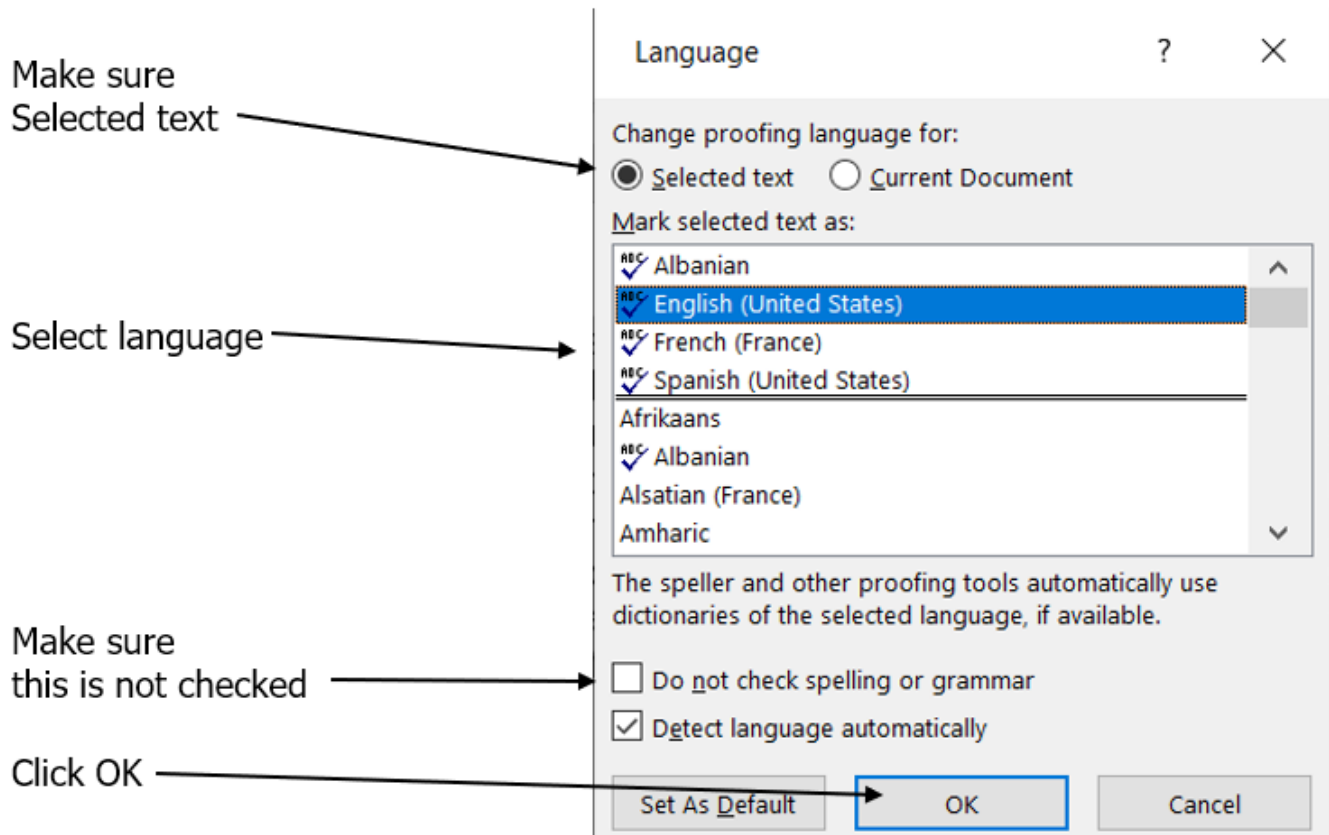 Language
?
Make sure
Selected text
Change proofing language for:
Selected text Current Document
Mark selected text as:
Albanian
English (United States)
Select language
French (France)
Spanish (United States)
Afrikaans
Albanian
Alsatian (France)
Amharic
The speller and other proofing tools automatically use
dictionaries of the selected language, if available.
Make sure
this is not checked
Do not check spelling or grammar
Detect language automatically
Click OK
Set As Default OK Cancel